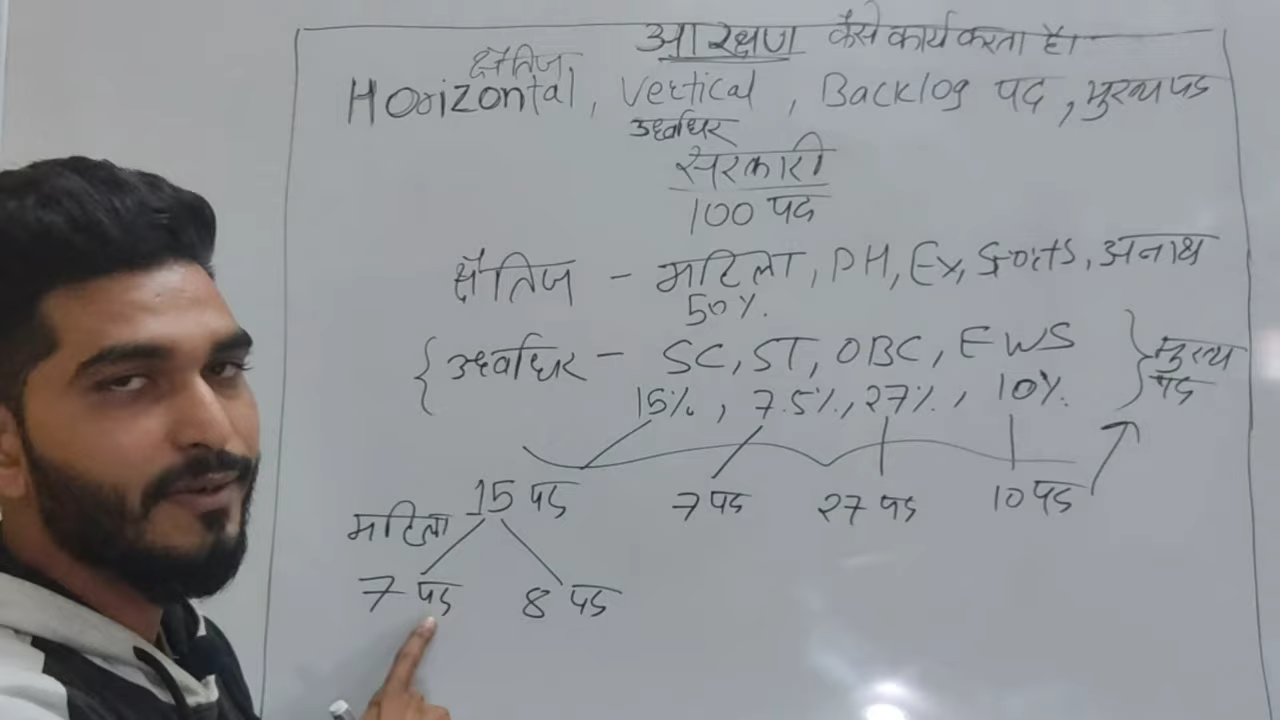 आरक्षण कैसे कार्य करता है।
क्षैतिज
Horizontal, Vertical, Backlog पद, मुख्य पद
उर्ध्वाधर
सरकारी
100 पद
क्षैतिज - महिला, PH, Ex, Sports, अनाथ
50%.
उर्ध्वाधर - SC, ST, OBC, EWS
मुख्य पद
15%, 7.5%, 27%, 10%.
15 पद 7 पद 27 पद 10 पद
महिला
7 पद 8 पद